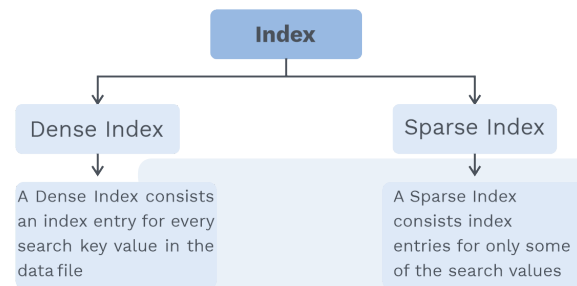 Index
Dense Index
Sparse Index
A Dense Index consists
an index entry for every
search key value in the
data file
A Sparse Index
consists index
entries for only some
of the search values